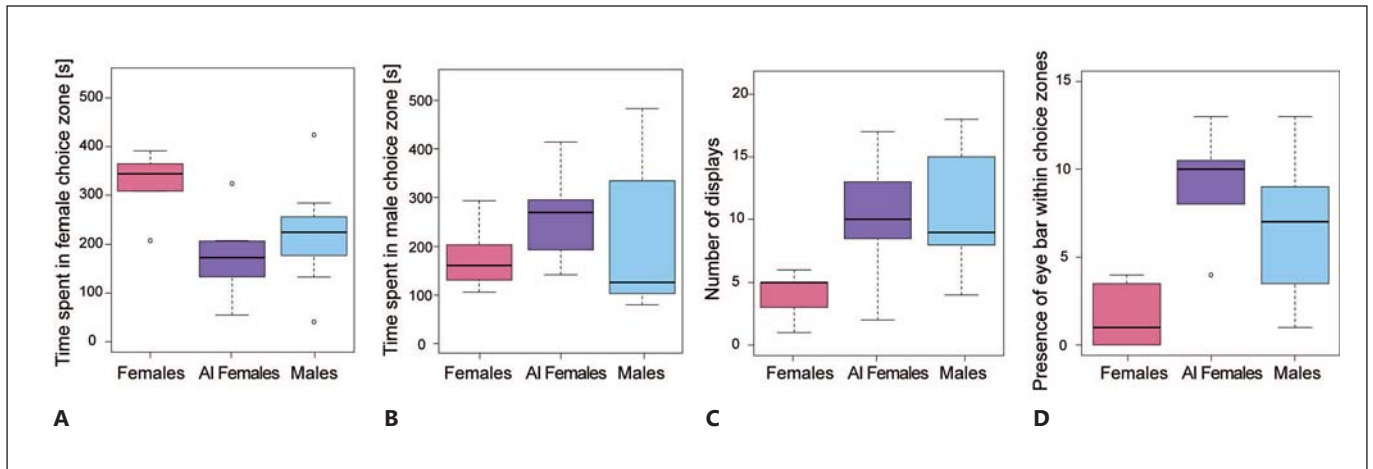 Time spent in female choice zone [s]
500
400
300
200
100
0
Females AI Females Males
A
Time spent in male choice zone [s]
500
400
300
200
100
0
Females AI Females Males
B
Number of displays
20
15
10
5
0
Females AI Females Males
C
Presence of eye bar within choice zones
15
10
5
0
Females AI Females Males
D